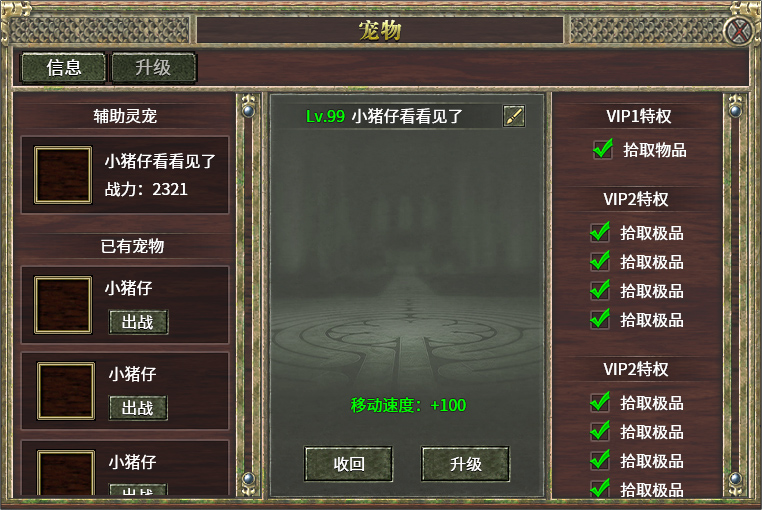 宠物
信息
升级
辅助灵宠
小猪仔看看见了
战力：2321
已有宠物
小猪仔
出战
小猪仔
出战
小猪仔
出战
Lv.99 小猪仔看看见了
移动速度：+100
收回
升级
VIP1特权
拾取物品
VIP2特权
拾取极品
拾取极品
拾取极品
拾取极品
VIP2特权
拾取极品
拾取极品
拾取极品
拾取极品